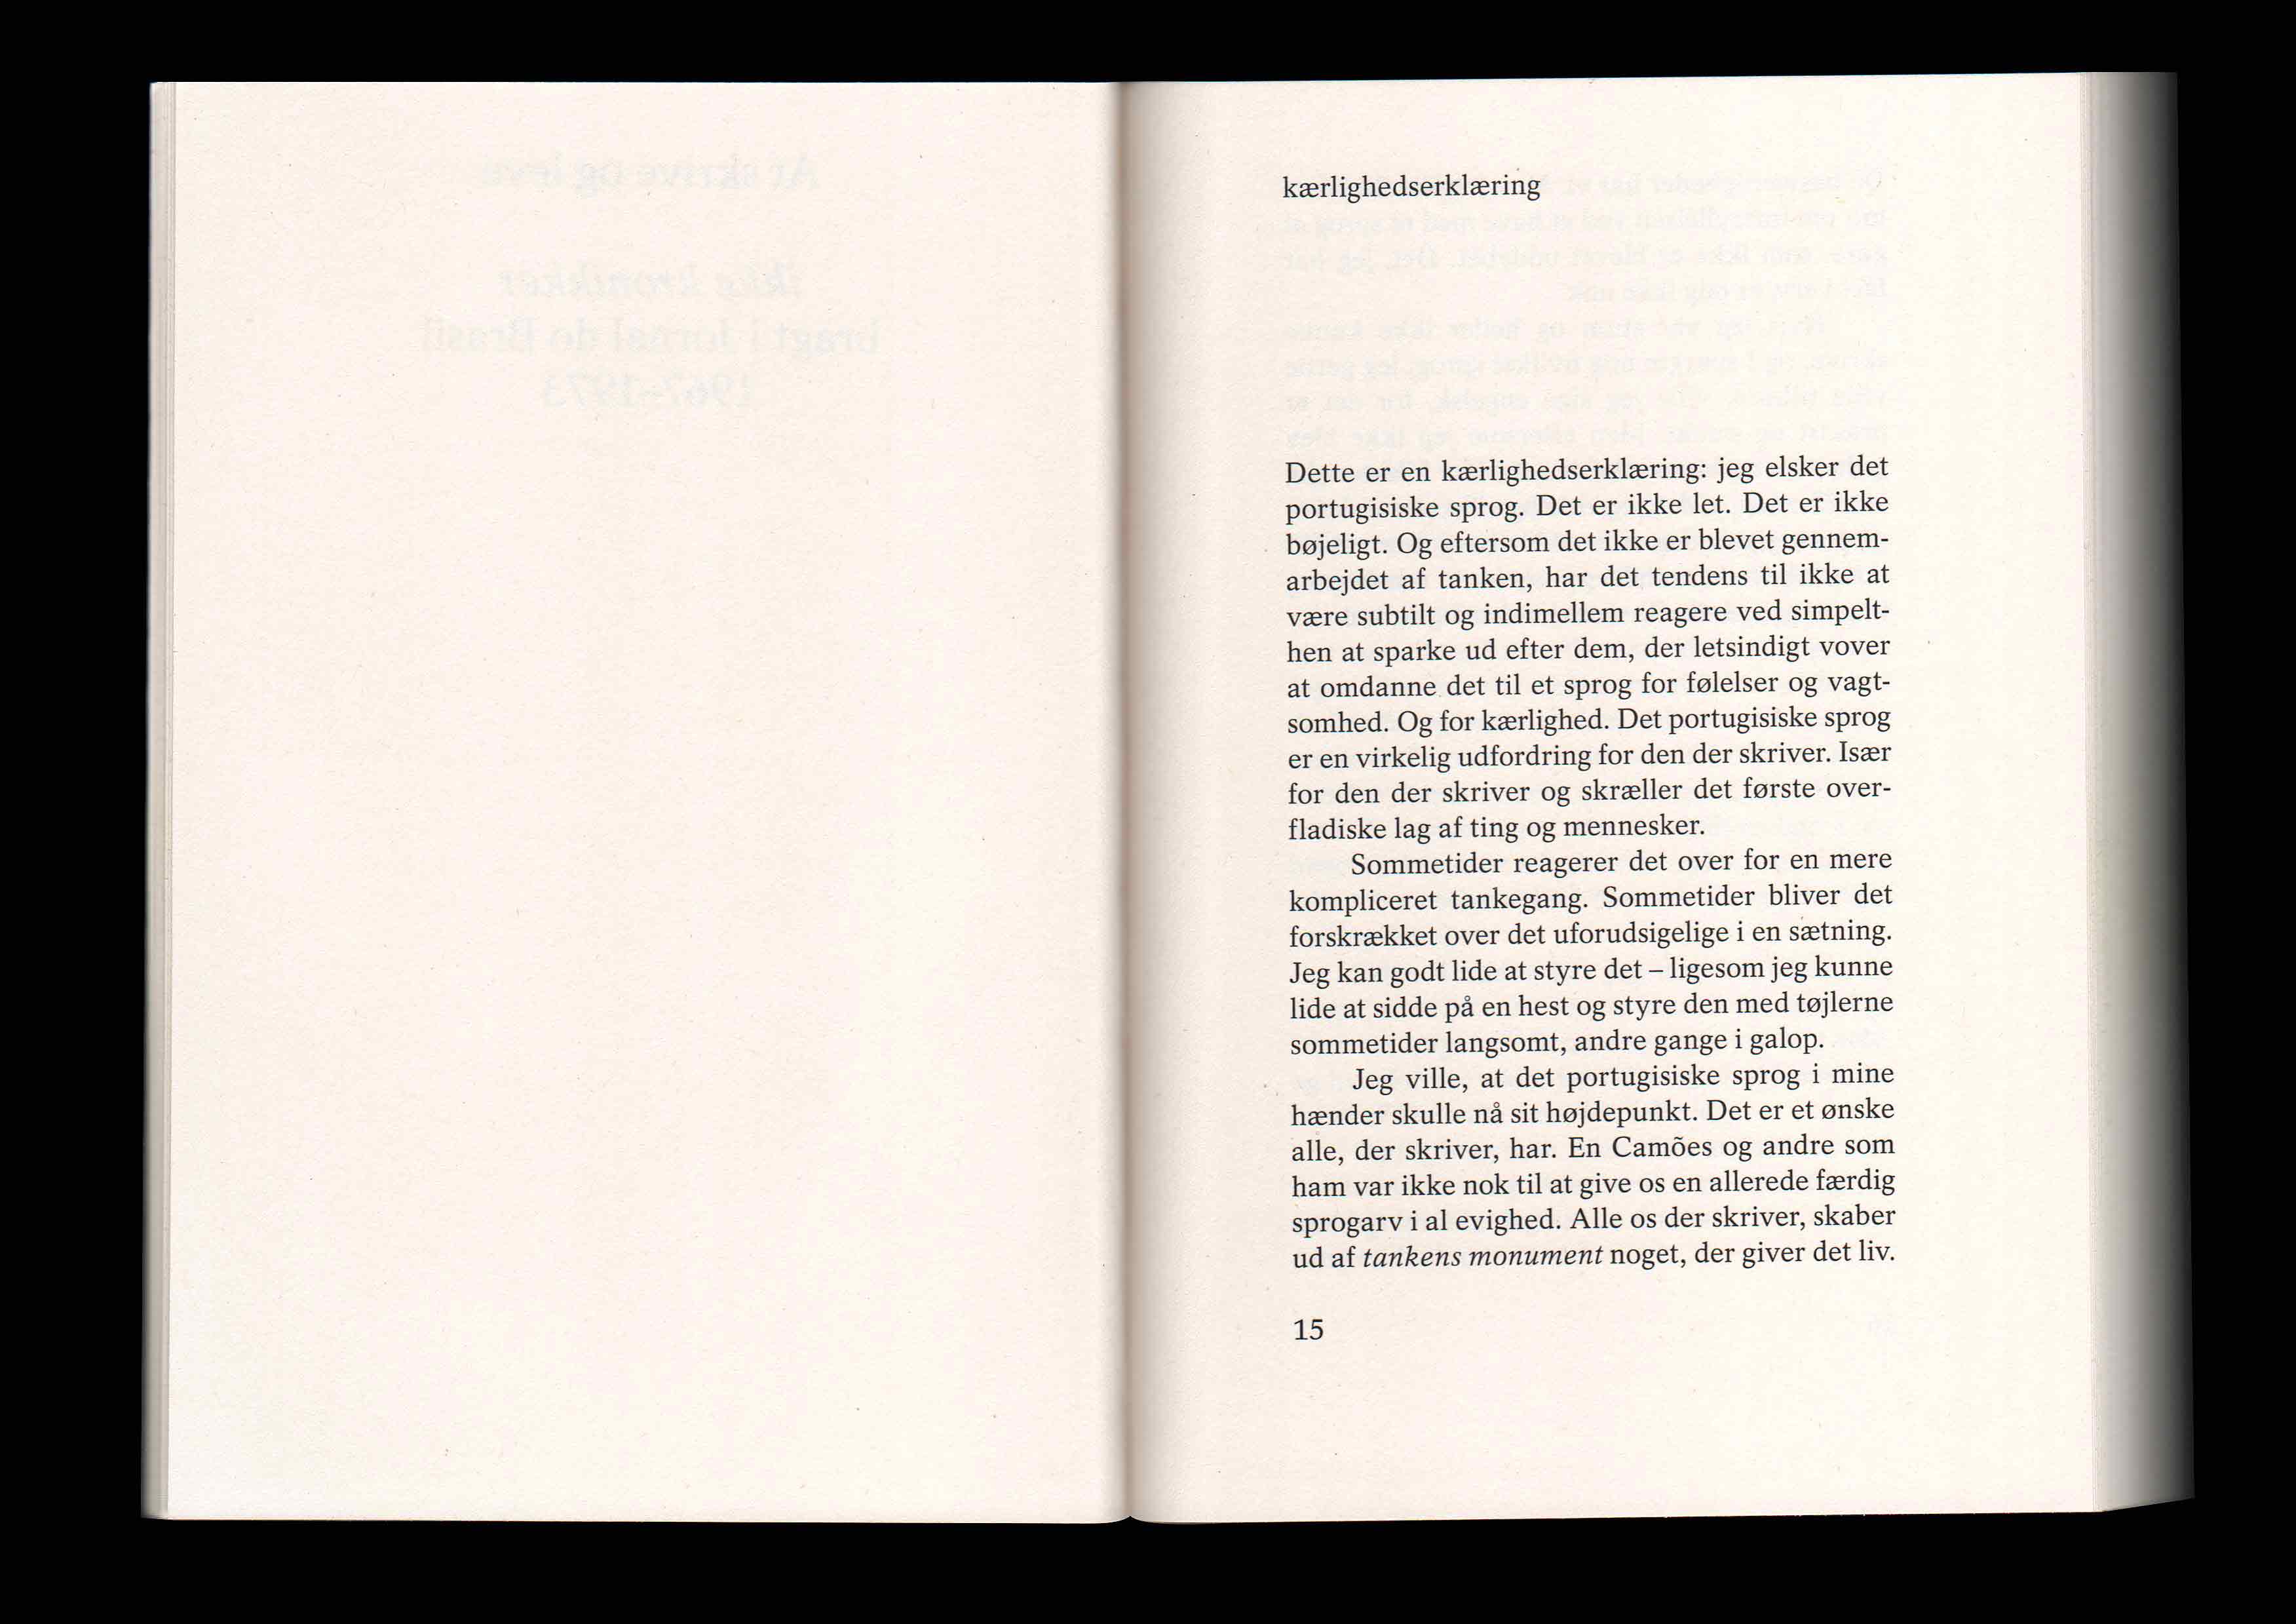 kærlighedserklæring
Dette er en kærlighedserklæring: jeg elsker det
portugisiske sprog. Det er ikke let. Det er ikke
bøjeligt. Og eftersom det ikke er blevet gennem-
arbejdet af tanken, har det tendens til ikke at
være subtilt og indimellem reagere ved simpelt-
hen at sparke ud efter dem, der letsindigt vover
at omdanne det til et sprog for følelser og vagt-
somhed. Og for kærlighed. Det portugisiske sprog
er en virkelig udfordring for den der skriver. Især
for den der skriver og skræller det første over-
fladiske lag af ting og mennesker.
Sommetider reagerer det over for en mere
kompliceret tankegang. Sommetider bliver det
forskrækket over det uforudsigelige i en sætning.
Jeg kan godt lide at styre det – ligesom jeg kunne
lide at sidde på en hest og styre den med tøjlerne
sommetider langsomt, andre gange i galop.
Jeg ville, at det portugisiske sprog i mine
hænder skulle nå sit højdepunkt. Det er et ønske
alle, der skriver, har. En Camões og andre som
ham var ikke nok til at give os en allerede færdig
sprogarv i al evighed. Alle os der skriver, skaber
ud af tankens monument noget, der giver det liv.
15